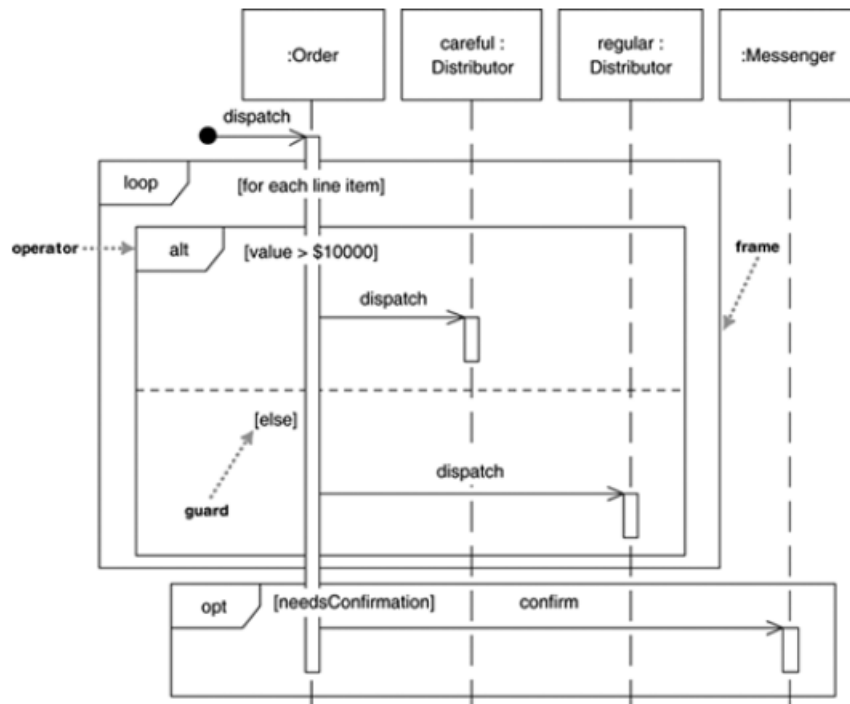 :Order
careful :
Distributor
regular :
Distributor
:Messenger
dispatch
loop
[for each line item]
operator
alt
[value > $10000]
frame
dispatch
[else]
dispatch
guard
opt
[needsConfirmation]
confirm